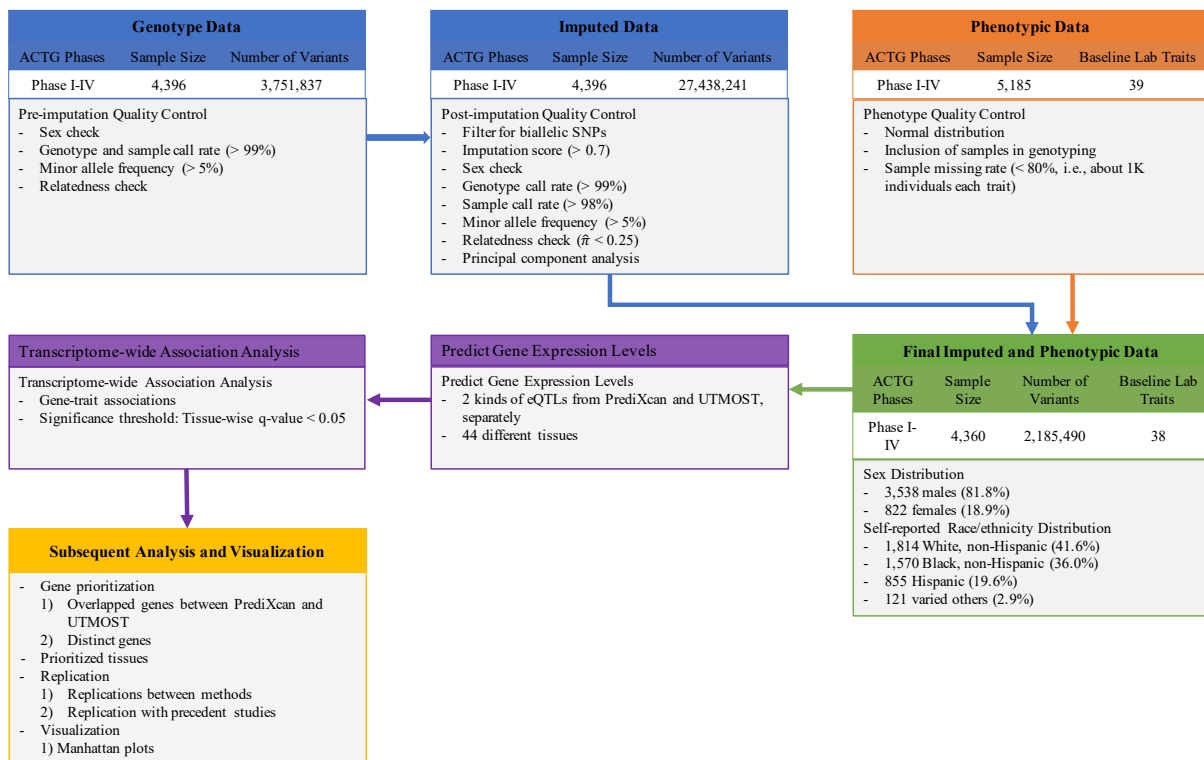 Genotype Data
ACTG Phases Sample Size Number of Variants
Phase I-IV 4,396 3,751,837
Pre-imputation Quality Control
- Sex check
- Genotype and sample call rate (> 99%)
- Minor allele frequency (> 5%)
- Relatedness check
Imputed Data
ACTG Phases Sample Size Number of Variants
Phase I-IV 4,396 27,438,241
Post-imputation Quality Control
- Filter for biallelic SNPs
- Imputation score (> 0.7)
- Sex check
- Genotype call rate (> 99%)
- Sample call rate (> 98%)
- Minor allele frequency (> 5%)
- Relatedness check (π̂ < 0.25)
- Principal component analysis
Phenotypic Data
ACTG Phases Sample Size Baseline Lab Traits
Phase I-IV 5,185 39
Phenotype Quality Control
- Normal distribution
- Inclusion of samples in genotyping
- Sample missing rate (< 80%, i.e., about 1K
individuals each trait)
Final Imputed and Phenotypic Data
ACTG Sample Number of Baseline Lab
Phases Size Variants Traits
Phase I-
IV 4,360 2,185,490 38
Sex Distribution
- 3,538 males (81.8%)
- 822 females (18.9%)
Self-reported Race/ethnicity Distribution
- 1,814 White, non-Hispanic (41.6%)
- 1,570 Black, non-Hispanic (36.0%)
- 855 Hispanic (19.6%)
- 121 varied others (2.9%)
Predict Gene Expression Levels
Predict Gene Expression Levels
- 2 kinds of eQTLs from PrediXcan and UTMOST,
separately
- 44 different tissues
Transcriptome-wide Association Analysis
Transcriptome-wide Association Analysis
- Gene-trait associations
- Significance threshold: Tissue-wise q-value < 0.05
Subsequent Analysis and Visualization
- Gene prioritization
1) Overlapped genes between PrediXcan and
UTMOST
2) Distinct genes
- Prioritized tissues
- Replication
1) Replications between methods
2) Replication with precedent studies
- Visualization
1) Manhattan plots